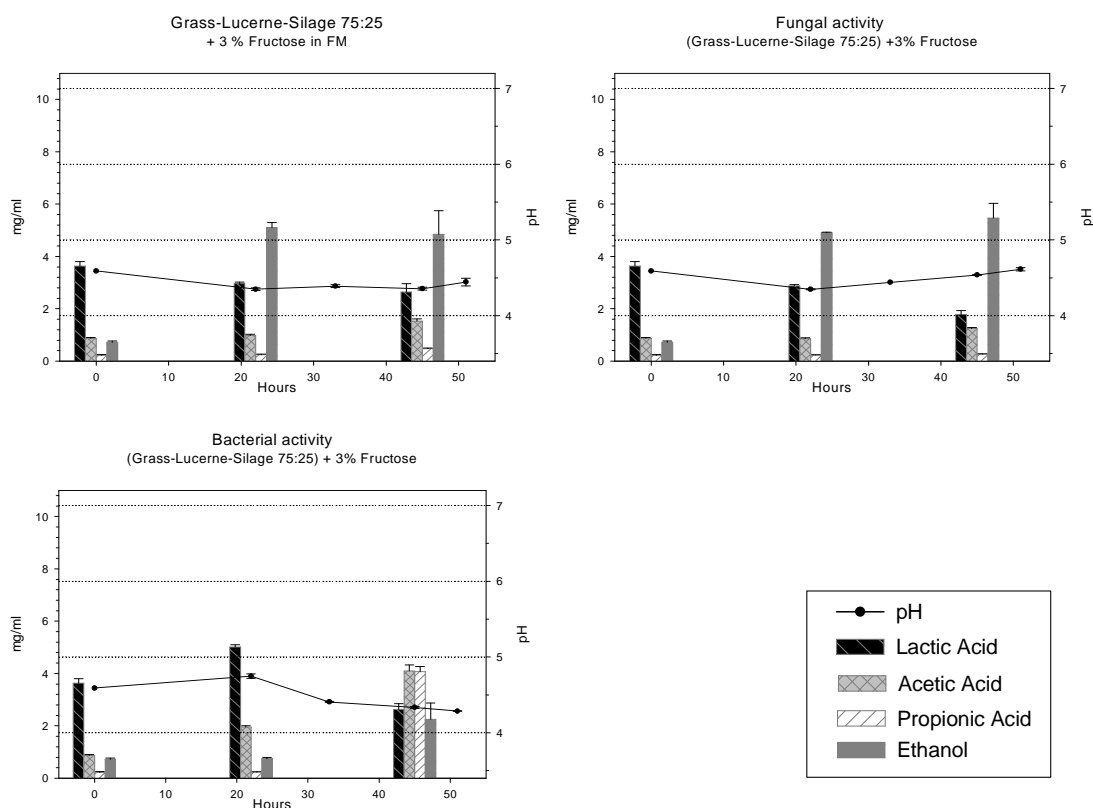 Grass-Lucerne-Silage 75:25
+ 3 % Fructose in FM
10
8
6
4
2
0
mg/ml
7
6
5
4
pH
0
10
20
30
40
50
Hours
Fungal activity
(Grass-Lucerne-Silage 75:25) +3% Fructose
10
8
6
4
2
0
mg/ml
7
6
5
4
pH
0
10
20
30
40
50
Hours
Bacterial activity
(Grass-Lucerne-Silage 75:25) + 3% Fructose
10
8
6
4
2
0
mg/ml
7
6
5
4
pH
0
10
20
30
40
50
Hours
pH
Lactic Acid
Acetic Acid
Propionic Acid
Ethanol